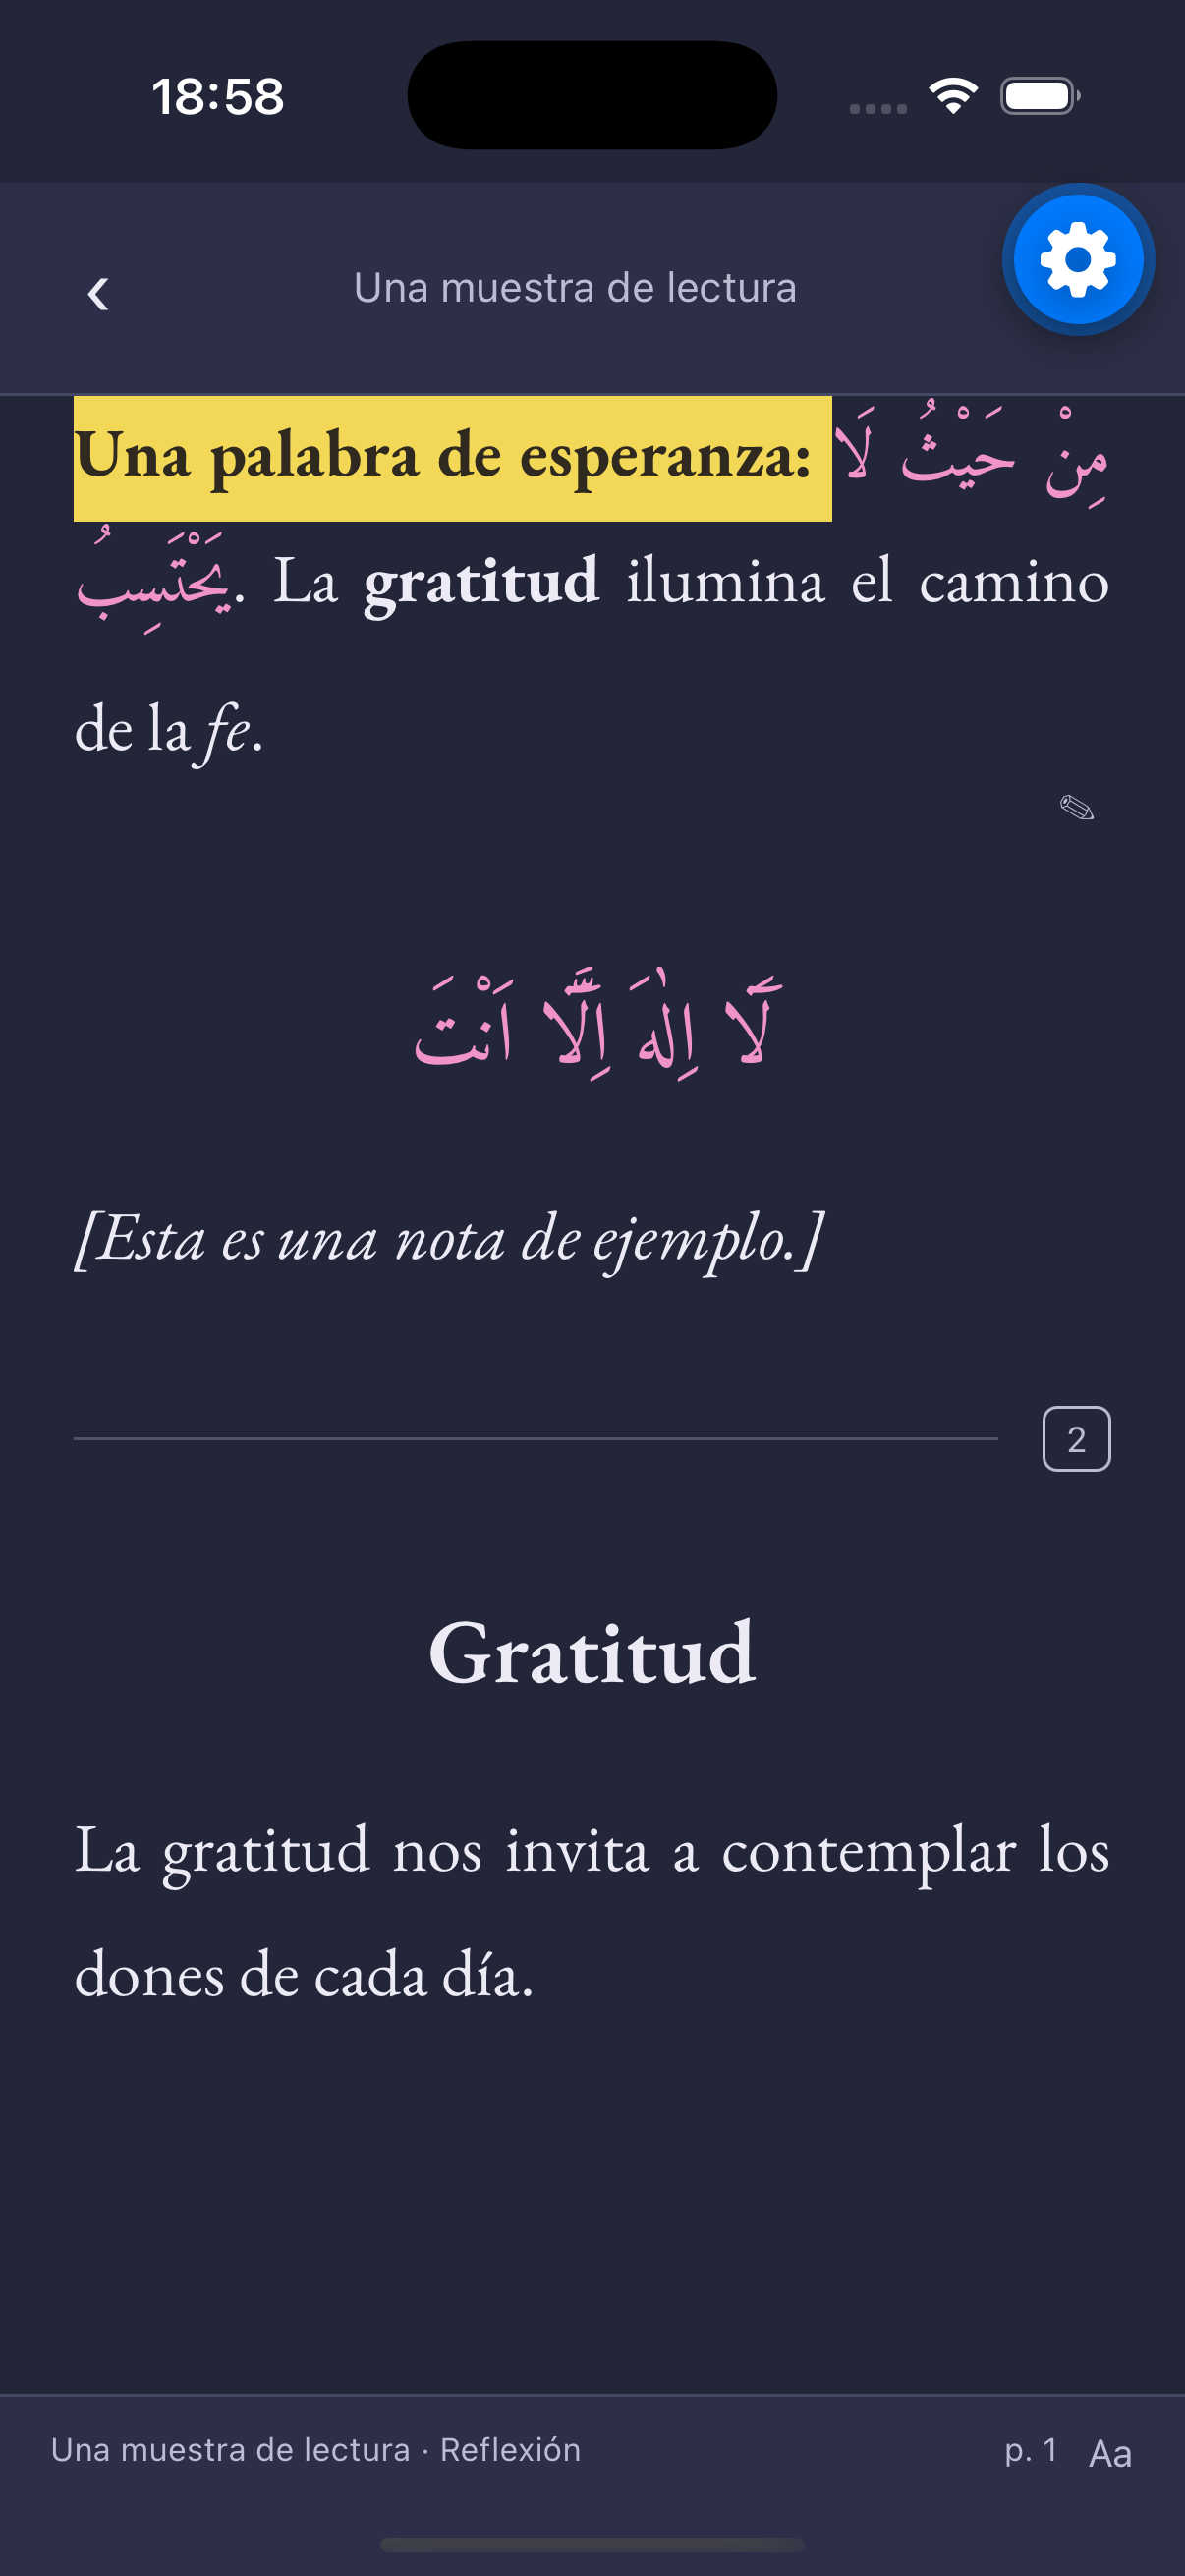 18:58
‹ Una muestra de lectura
Una palabra de esperanza: مِنْ حَيْثُ لَا
يَحْتَسِبُ. La gratitud ilumina el camino
de la fe.
لَٓا اِلٰهَ اِلَّٓا اَنْتَ
[Esta es una nota de ejemplo.]
2
Gratitud
La gratitud nos invita a contemplar los
dones de cada día.
Una muestra de lectura · Reflexión p. 1 Aa